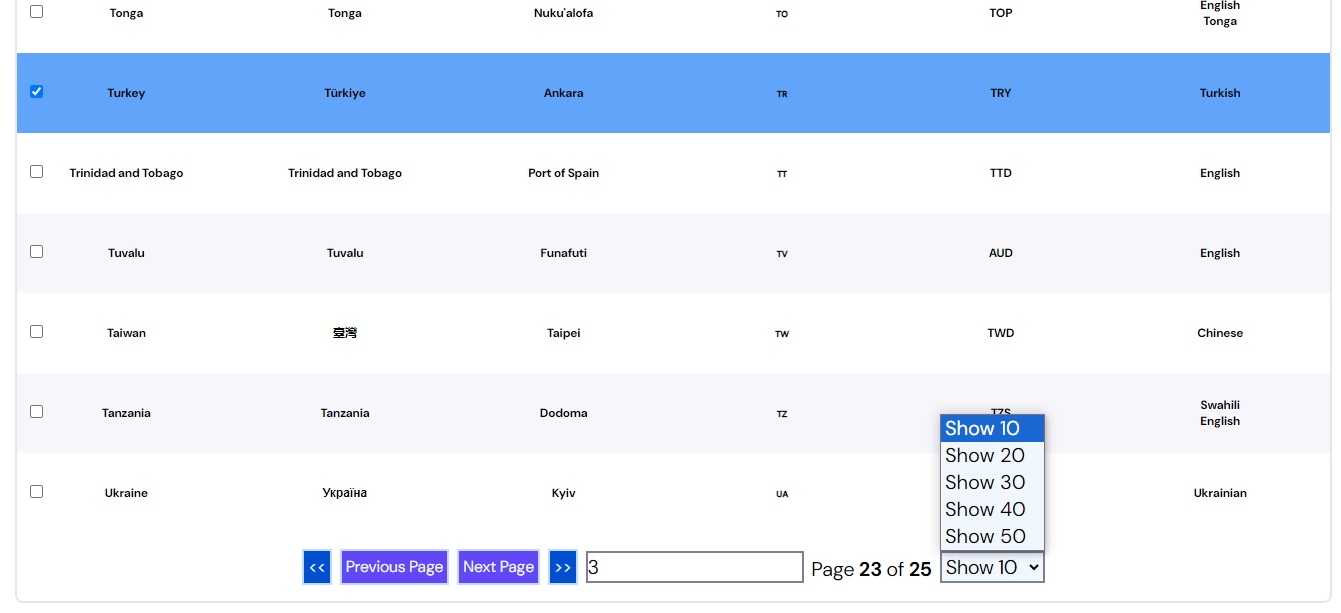 Tonga Tonga Nuku'alofa TO TOP English
Tonga
Turkey Türkiye Ankara TR TRY Turkish
Trinidad and Tobago Trinidad and Tobago Port of Spain TT TTD English
Tuvalu Tuvalu Funafuti TV AUD English
Taiwan 臺灣 Taipei TW TWD Chinese
Tanzania Tanzania Dodoma TZ TZS Swahili
English
Ukraine Україна Kyiv UA Ukrainian
Show 10
Show 20
Show 30
Show 40
Show 50
<< Previous Page Next Page >> 3 Page 23 of 25 Show 10